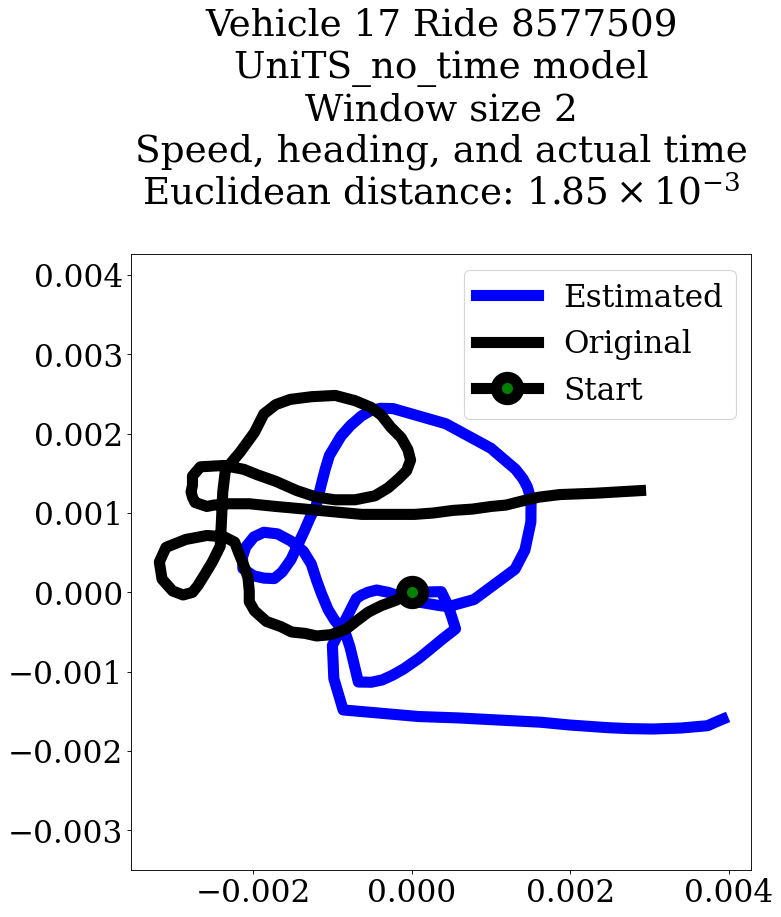 Vehicle 17 Ride 8577509
UniTS_no_time model
Window size 2
Speed, heading, and actual time
Euclidean distance: 1.85 × 10⁻³
Estimated
Original
Start
0.004
0.003
0.002
0.001
0.000
−0.001
−0.002
−0.003
−0.002
0.000
0.002
0.004